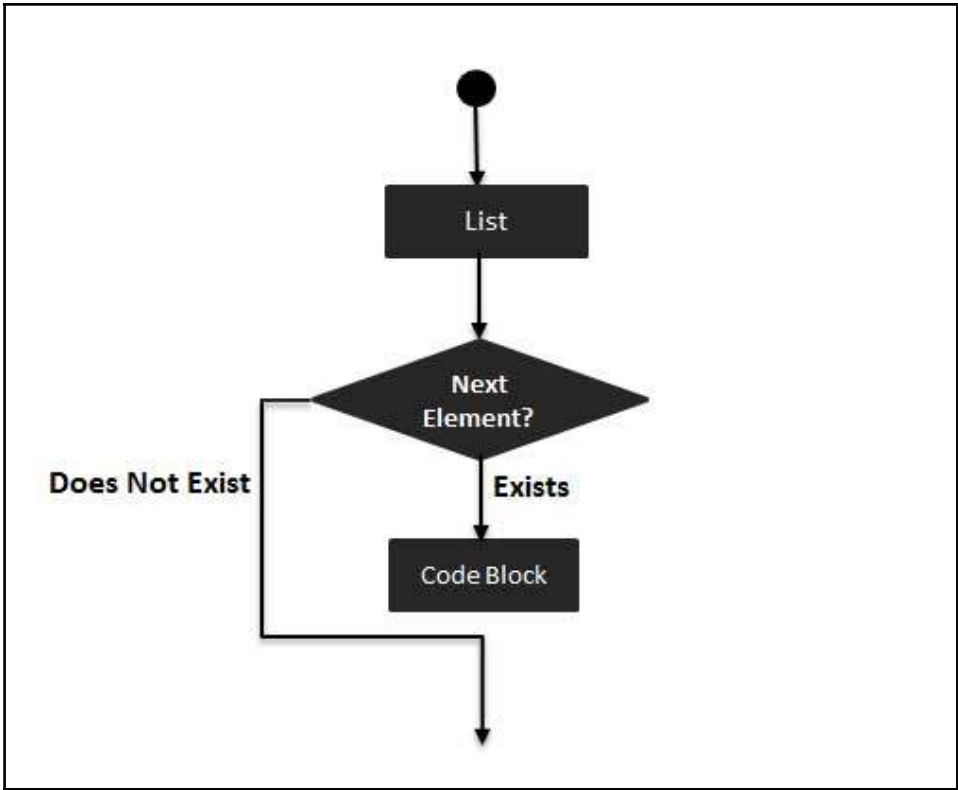 List
Next
Element?
Does Not Exist
Exists
Code Block